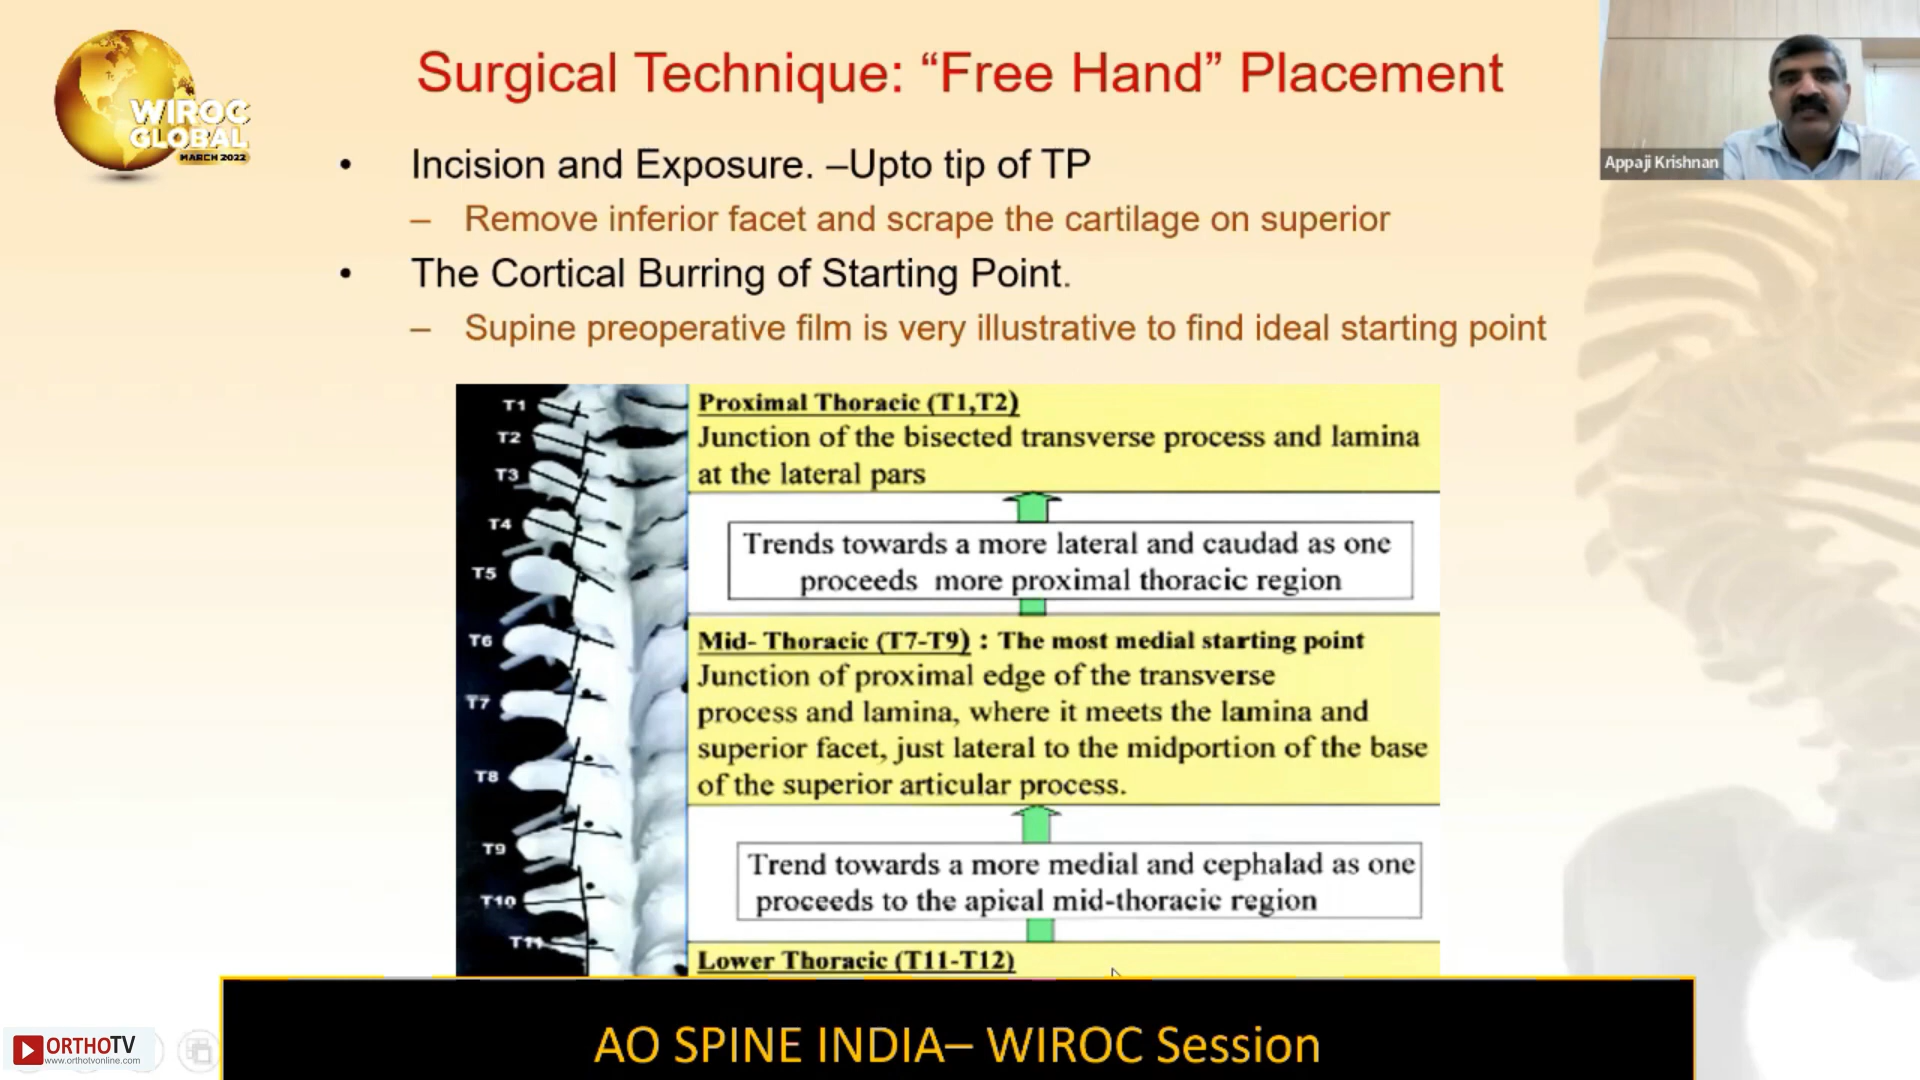 WIROC
GLOBAL
MARCH 2022
Surgical Technique: “Free Hand” Placement
• Incision and Exposure. –Upto tip of TP
– Remove inferior facet and scrape the cartilage on superior
• The Cortical Burring of Starting Point.
– Supine preoperative film is very illustrative to find ideal starting point
Appaji Krishnan
T1
T2
T3
T4
T5
T6
T7
T8
T9
T10
T11
Proximal Thoracic (T1,T2)
Junction of the bisected transverse process and lamina
at the lateral pars
Trends towards a more lateral and caudad as one
proceeds more proximal thoracic region
Mid- Thoracic (T7-T9) : The most medial starting point
Junction of proximal edge of the transverse
process and lamina, where it meets the lamina and
superior facet, just lateral to the midportion of the base
of the superior articular process.
Trend towards a more medial and cephalad as one
proceeds to the apical mid-thoracic region
Lower Thoracic (T11-T12)
AO SPINE INDIA– WIROC Session
ORTHOTV
www.orthotvonline.com